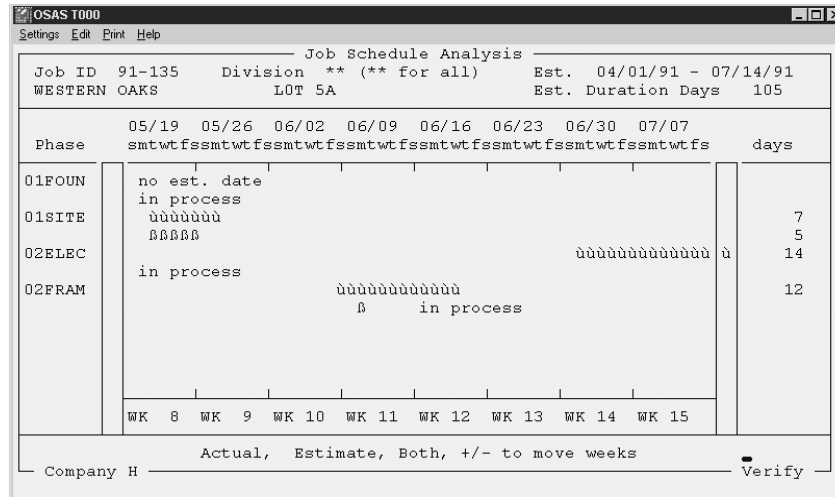 OSAS T000
Settings Edit Print Help
Job Schedule Analysis
Job ID 91-135 Division ** (** for all) Est. 04/01/91 - 07/14/91
WESTERN OAKS LOT 5A Est. Duration Days 105
05/19 05/26 06/02 06/09 06/16 06/23 06/30 07/07
Phase smtwtfssmtwtfssmtwtfssmtwtfssmtwtfssmtwtfssmtwtfssmtwtfs days
01FOUN no est. date
in process
01SITE ùùùùùùù 7
ßßßßß 5
02ELEC ùùùùùùùùùùùùù ù 14
in process
02FRAM ùùùùùùùùùùùù 12
ß in process
WK 8 WK 9 WK 10 WK 11 WK 12 WK 13 WK 14 WK 15
Actual, Estimate, Both, +/- to move weeks
Company H Verify